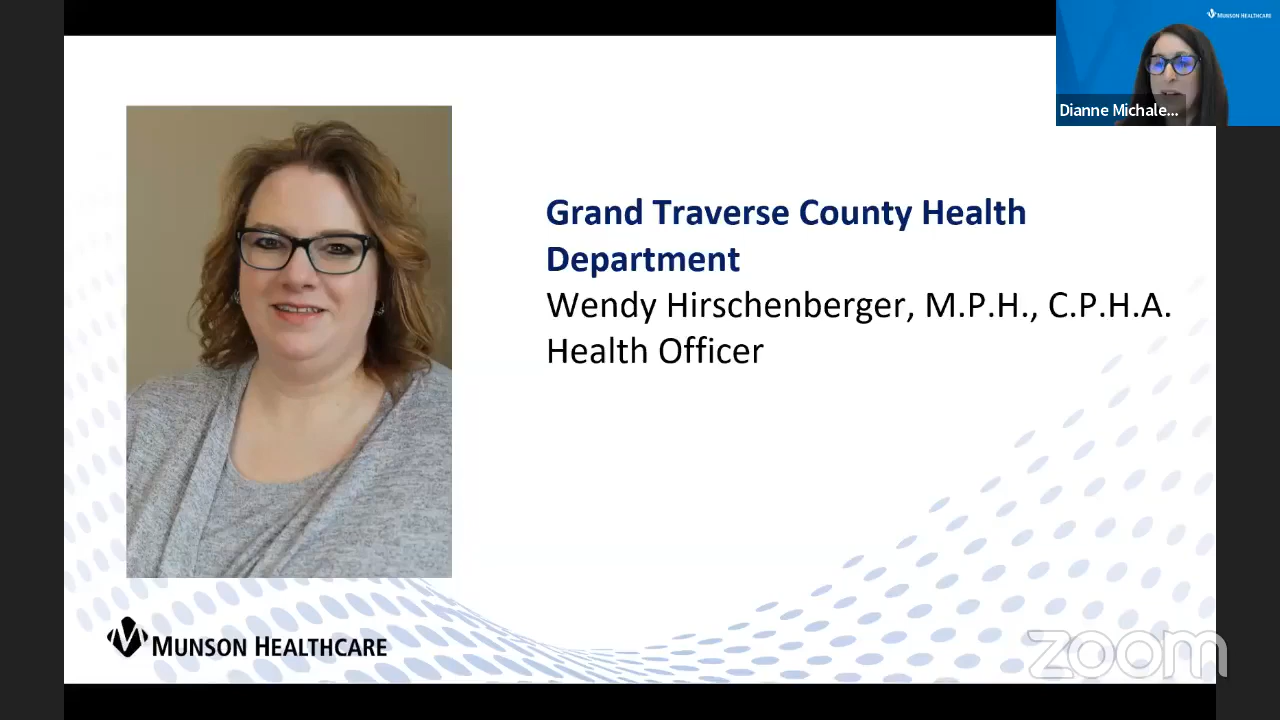 MUNSON HEALTHCARE
Dianne Michale...
Grand Traverse County Health
Department
Wendy Hirschenberger, M.P.H., C.P.H.A.
Health Officer
MUNSON HEALTHCARE
zoom